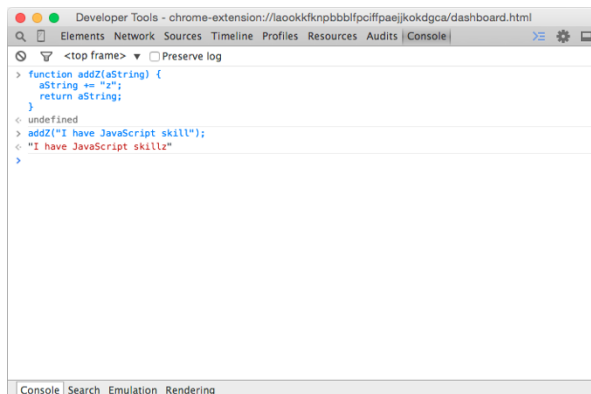 Developer Tools - chrome-extension://laookkfknpbbblfpciffpaejjkokdgca/dashboard.html
Elements Network Sources Timeline Profiles Resources Audits Console
<top frame> ▼ Preserve log
> function addZ(aString) {
aString += "z";
return aString;
}
< undefined
> addZ("I have JavaScript skill");
< "I have JavaScript skillz"
>
Console Search Emulation Rendering